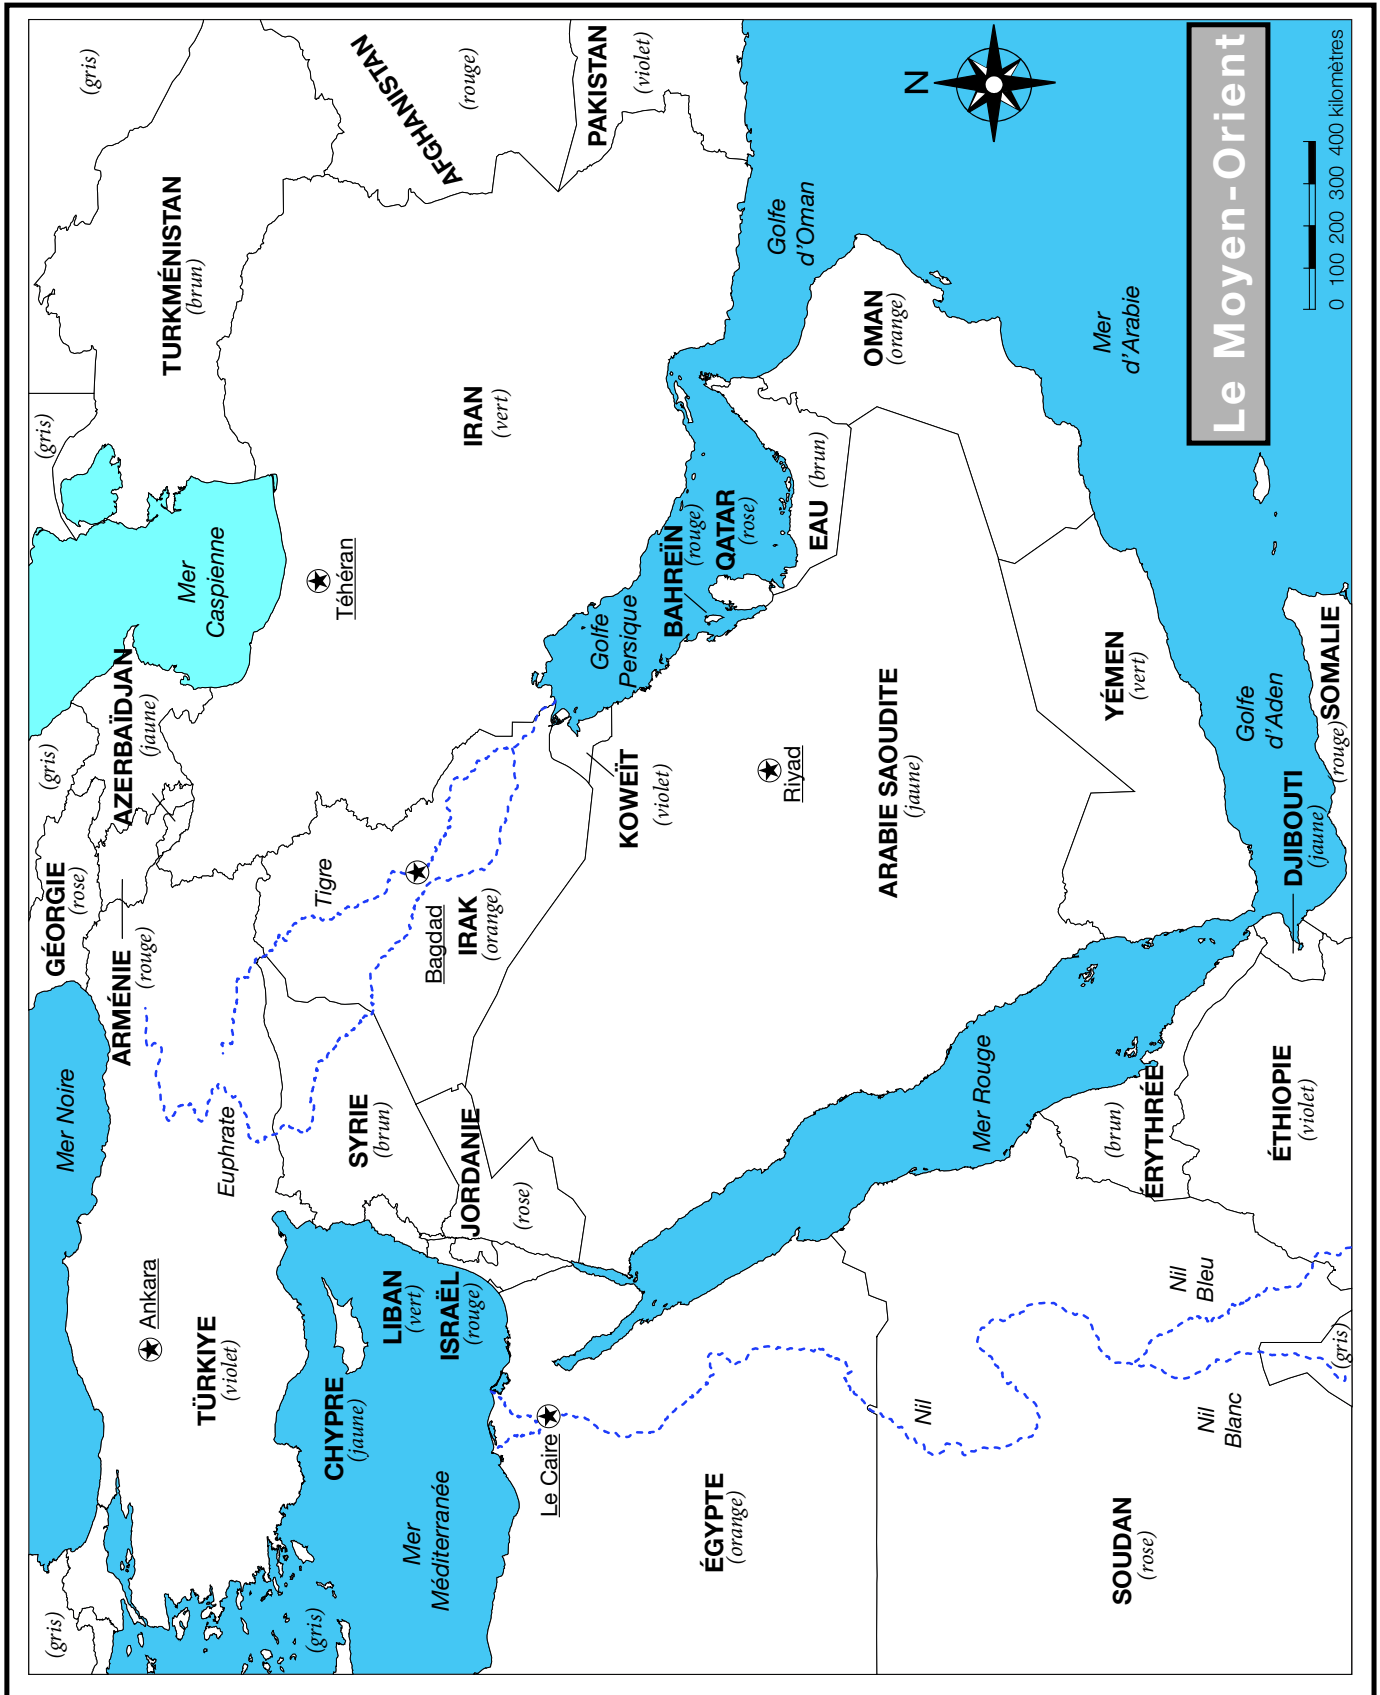 Le Moyen-Orient
0 100 200 300 400 kilomètres
N
(gris)
(gris)
Mer Noire
GÉORGIE
(rose)
(gris)
(gris)
(gris)
ARMÉNIE
(rouge)
AZERBAÏDJAN
(jaune)
Mer
Caspienne
TURKMÉNISTAN
(brun)
Ankara
TÜRKIYE
(violet)
Euphrate
Tigre
Téhéran
AFGHANISTAN
(rouge)
CHYPRE
(jaune)
SYRIE
(brun)
LIBAN
(vert)
ISRAËL
(rouge)
Mer
Méditerranée
Bagdad
IRAK
(orange)
IRAN
(vert)
JORDANIE
(rose)
Le Caire
KOWEÏT
(violet)
Golfe
Persique
PAKISTAN
(violet)
BAHREÏN
(rouge)
QATAR
(rose)
ÉGYPTE
(orange)
Riyad
EAU (brun)
Golfe
d'Oman
ARABIE SAOUDITE
(jaune)
OMAN
(orange)
Nil
Mer Rouge
SOUDAN
(rose)
ÉRYTHRÉE
(brun)
YÉMEN
(vert)
Mer
d'Arabie
Nil
Bleu
Nil
Blanc
ÉTHIOPIE
(violet)
DJIBOUTI
(jaune)
Golfe
d'Aden
SOMALIE
(rouge)
(gris)